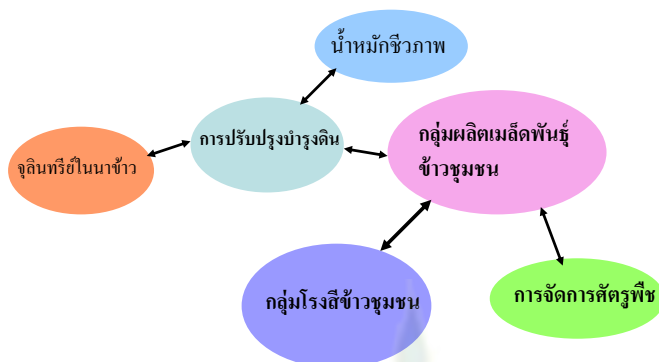 น้ำหมักชีวภาพ
การปรับปรุงบำรุงดิน
กลุ่มผลิตเมล็ดพันธุ์
ข้าวชุมชน
จุลินทรีย์ในนาข้าว
กลุ่มโรงสีข้าวชุมชน
การจัดการศัตรูพืช